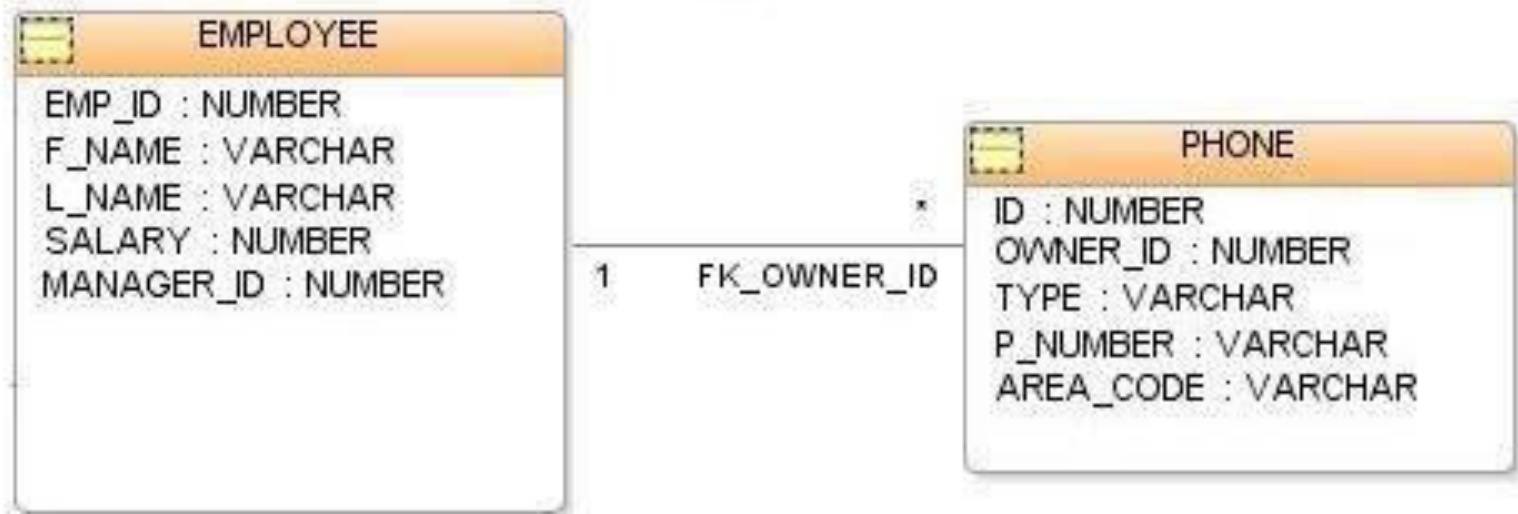 EMPLOYEE
EMP_ID : NUMBER
F_NAME : VARCHAR
L_NAME : VARCHAR
SALARY : NUMBER
MANAGER_ID : NUMBER
*
1 FK_OWNER_ID
PHONE
ID : NUMBER
OWNER_ID : NUMBER
TYPE : VARCHAR
P_NUMBER : VARCHAR
AREA_CODE : VARCHAR